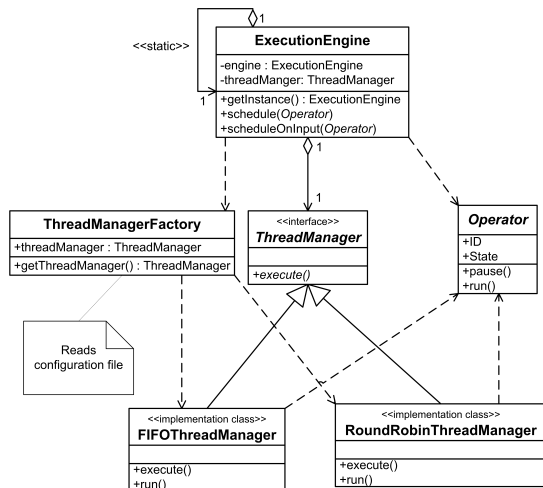 1
<<static>>
1
1
ExecutionEngine
-engine : ExecutionEngine
-threadManger: ThreadManager
+getInstance() : ExecutionEngine
+schedule(Operator)
+scheduleOnInput(Operator)
1
1
ThreadManagerFactory
+threadManager : ThreadManager
+getThreadManager() : ThreadManager
<<interface>>
ThreadManager
+execute()
Operator
+ID
+State
+pause()
+run()
Reads
configuration file
<<implementation class>>
FIFOThreadManager
+execute()
+run()
<<implementation class>>
RoundRobinThreadManager
+execute()
+run()